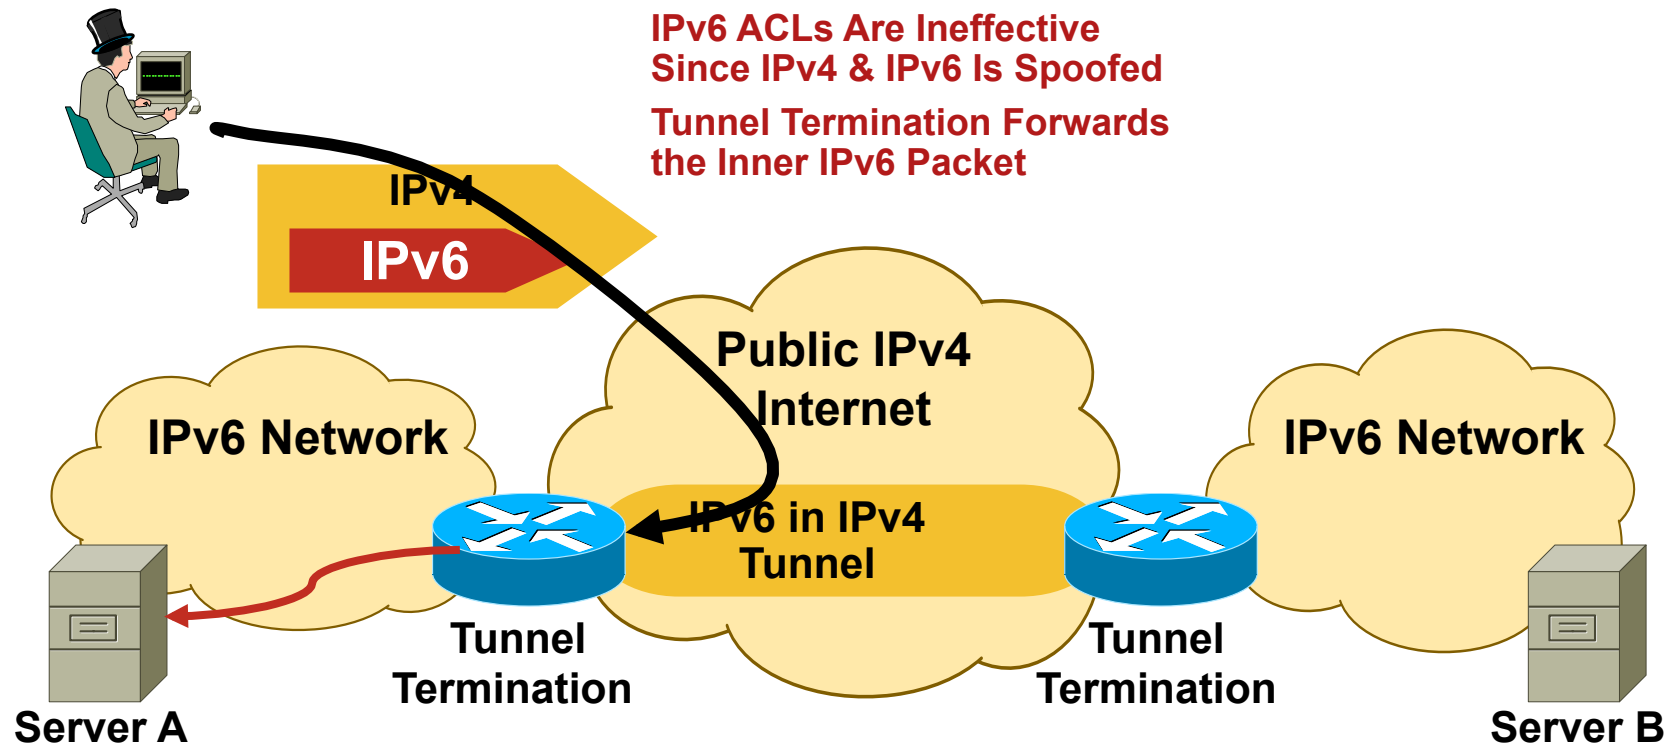 IPv6 ACLs Are Ineffective
Since IPv4 & IPv6 Is Spoofed
Tunnel Termination Forwards
the Inner IPv6 Packet
IPv4
IPv6
Public IPv4
Internet
IPv6 Network
IPv6 Network
IPv6 in IPv4
Tunnel
Tunnel
Termination
Tunnel
Termination
Server A
Server B